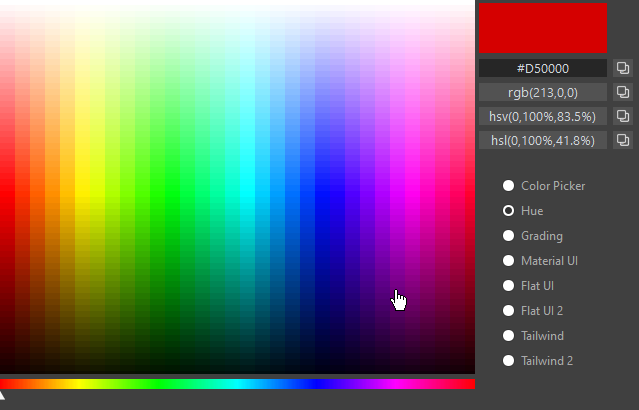 #D50000
rgb(213,0,0)
hsv(0,100%,83.5%)
hsl(0,100%,41.8%)
Color Picker
Hue
Grading
Material UI
Flat UI
Flat UI 2
Tailwind
Tailwind 2